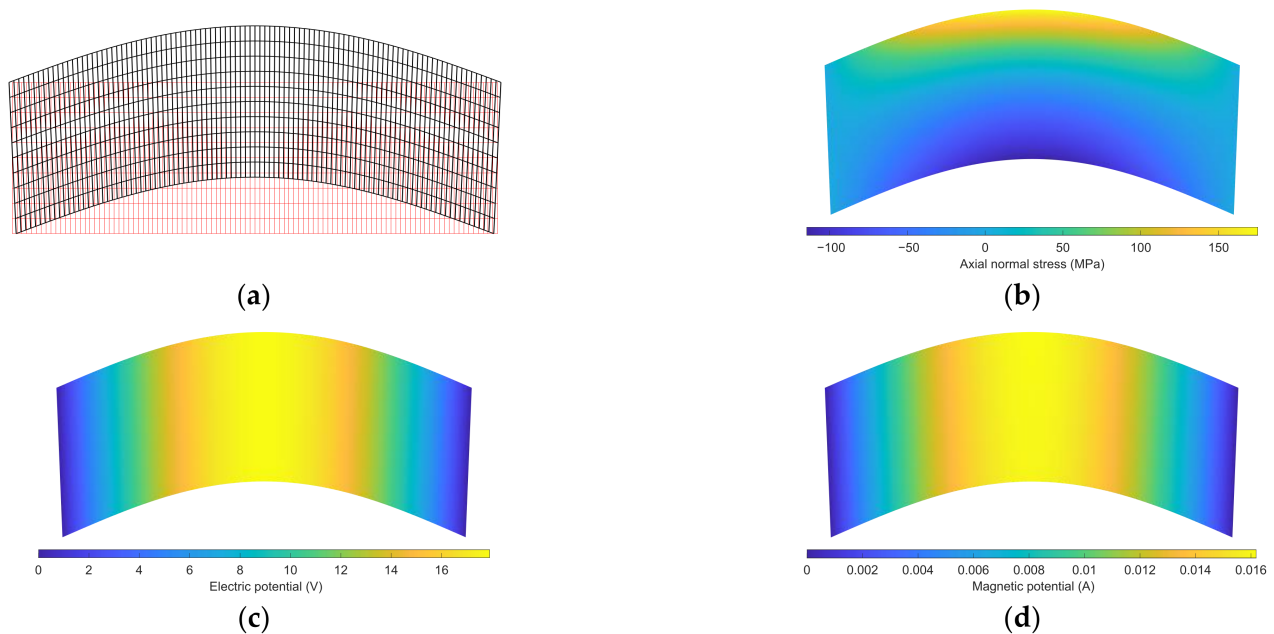 −100 −50 0 50 100 150
Axial normal stress (MPa)
(a) (b)
0 2 4 6 8 10 12 14 16
Electric potential (V)
0 0.002 0.004 0.006 0.008 0.01 0.012 0.014 0.016
Magnetic potential (A)
(c) (d)